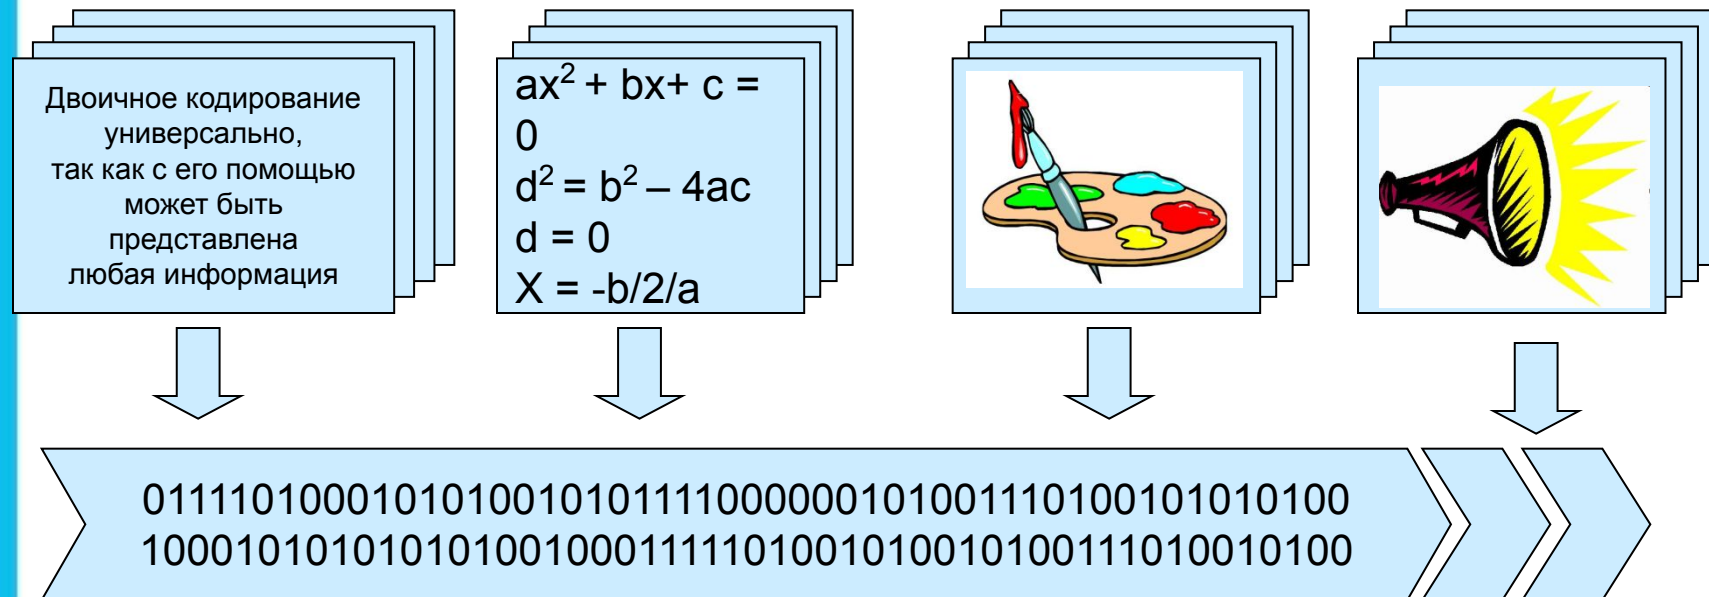 Двоичное кодирование
универсально,
так как с его помощью
может быть
представлена
любая информация
ax² + bx+ c =
0
d² = b² – 4ac
d = 0
X = -b/2/a
0111101000101010010101111000000101001110100101010100
100010101010101010010001111101001010010100111010010100